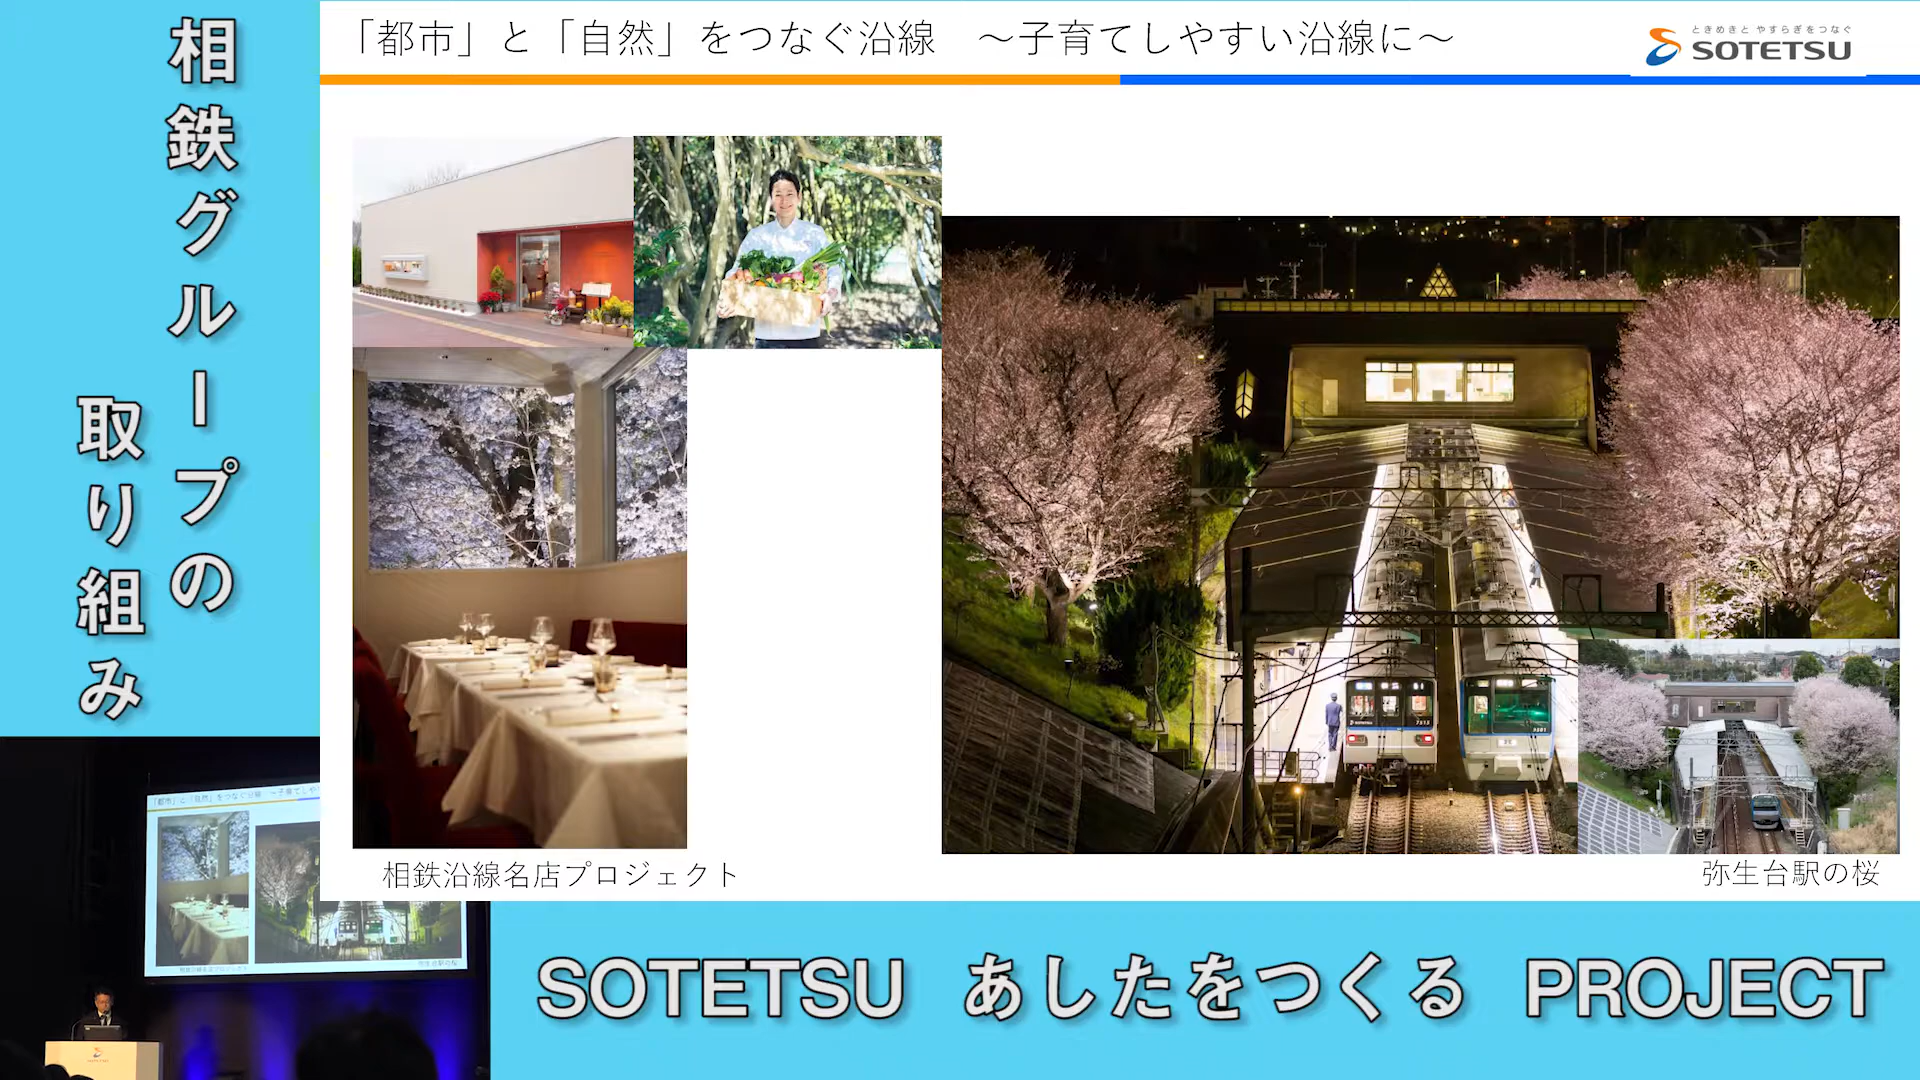 相鉄グループの
取り組み
「都市」と「自然」をつなぐ沿線　～子育てしやすい沿線に～
ときめきと やすらぎをつなぐ
SOTETSU
相鉄沿線名店プロジェクト
弥生台駅の桜
SOTETSU　あしたをつくる　PROJECT